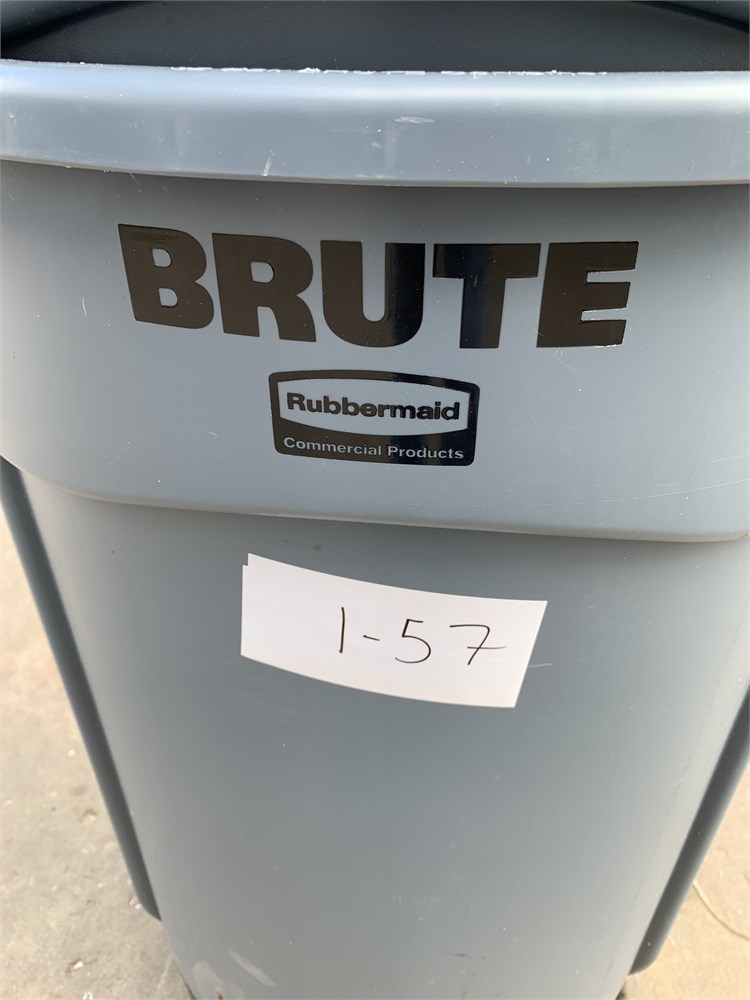 BRUTE
Rubbermaid
Commercial Products
1-57